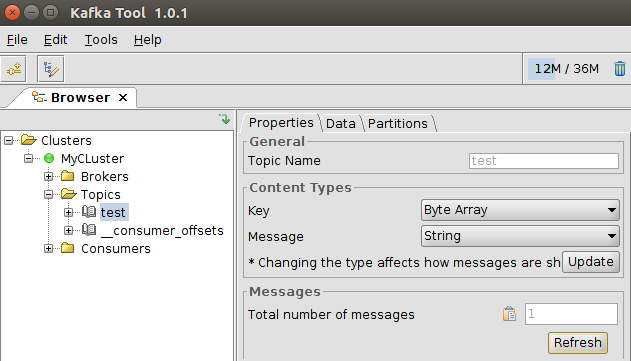 Kafka Tool 1.0.1
File Edit Tools Help
12M / 36M
Browser
Clusters
MyCLuster
Brokers
Topics
test
__consumer_offsets
Consumers
Properties Data Partitions
General
Topic Name test
Content Types
Key Byte Array
Message String
* Changing the type affects how messages are sh Update
Messages
Total number of messages 1
Refresh